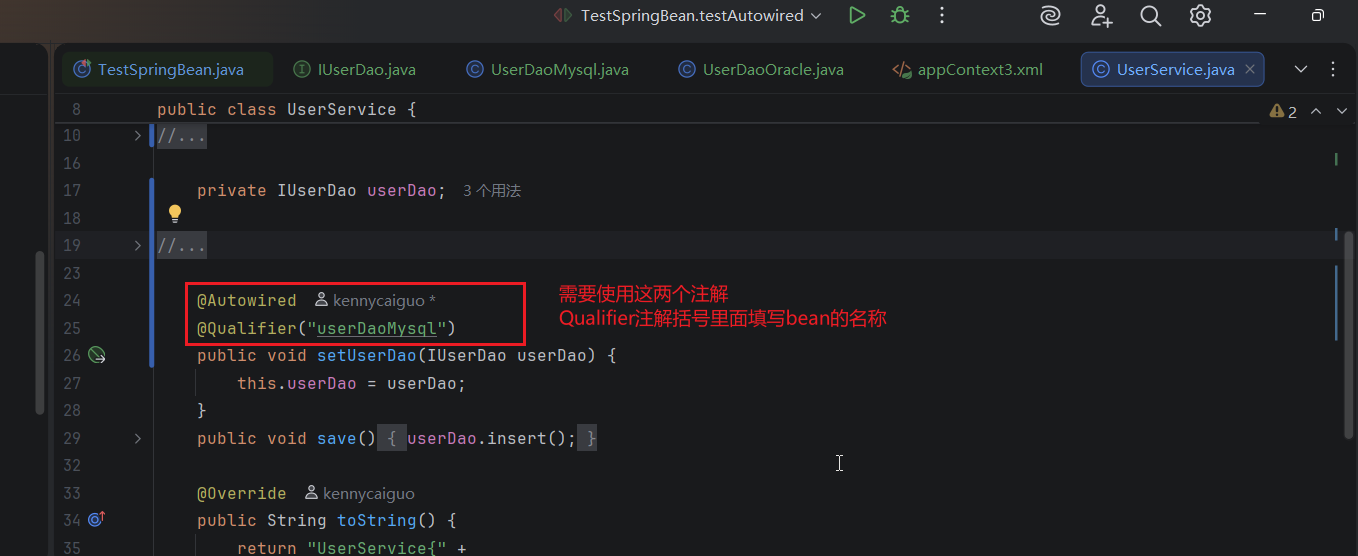 TestSpringBean.testAutowired
TestSpringBean.java
IUserDao.java
UserDaoMysql.java
UserDaoOracle.java
appContext3.xml
UserService.java
8 public class UserService {
2
10 //...
16
17 private IUserDao userDao; 3 个用法
18
19 //...
23
24 @Autowired kennycaiguo *
25 @Qualifier("userDaoMysql")
需要使用这两个注解
Qualifier注解括号里面填写bean的名称
26 public void setUserDao(IUserDao userDao) {
27 this.userDao = userDao;
28 }
29 public void save() { userDao.insert(); }
32
33 @Override kennycaiguo
34 public String toString() {
35 return "UserService{" +